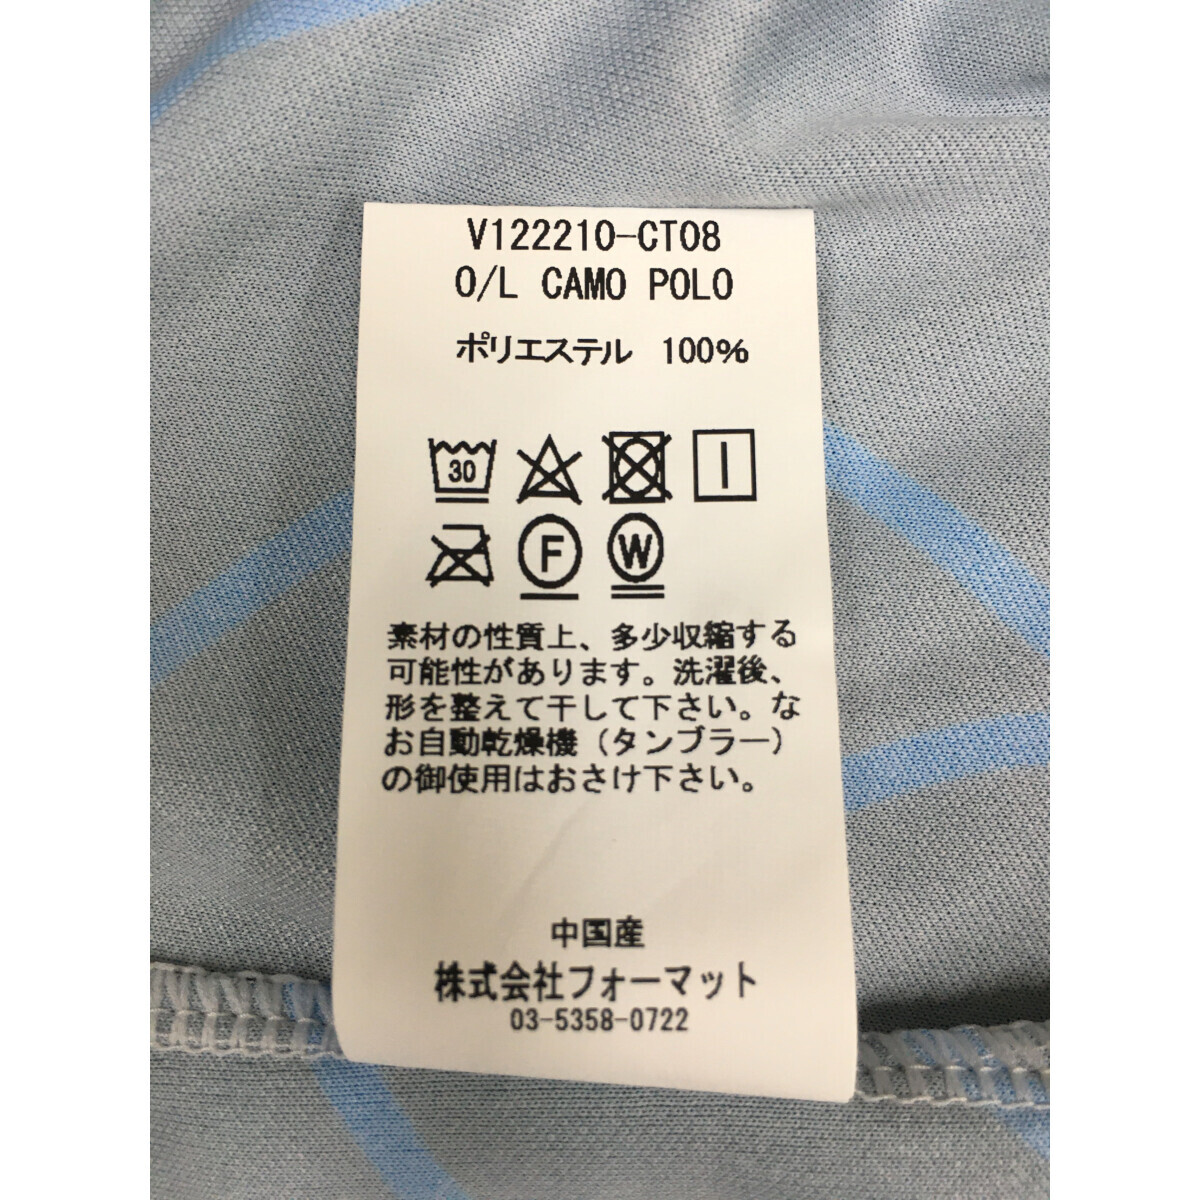 V122210-CT08
O/L CAMO POLO
ポリエステル 100%
30
F
W
素材の性質上、多少収縮する
可能性があります。洗濯後、
形を整えて干して下さい。な
お自動乾燥機（タンブラー）
の御使用はおさけ下さい。
中国産
株式会社フォーマット
03-5358-0722